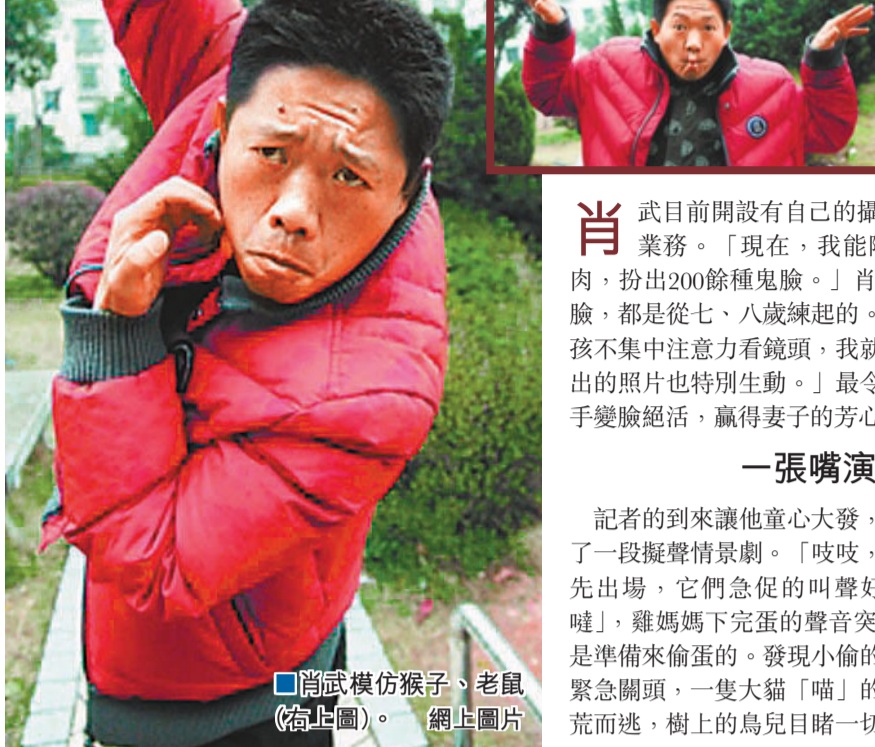 肖武目前開設有自己的攝
業務。「現在，我能
肉，扮出200餘種鬼臉。」肖
臉，都是從七、八歲練起的。
孩不集中注意力看鏡頭，我就
出的照片也特別生動。」最令
手變臉絕活，贏得妻子的芳心
一張嘴演
記者的到來讓他童心大發，
了一段擬聲情景劇。「吱吱，
先出場，它們急促的叫聲好
噠」，雞媽媽下完蛋的聲音突
是準備來偷蛋的。發現小偷的
緊急關頭，一隻大貓「喵」的
荒而逃，樹上的鳥兒目睹一切
■肖武模仿猴子、老鼠
(右上圖)。 網上圖片